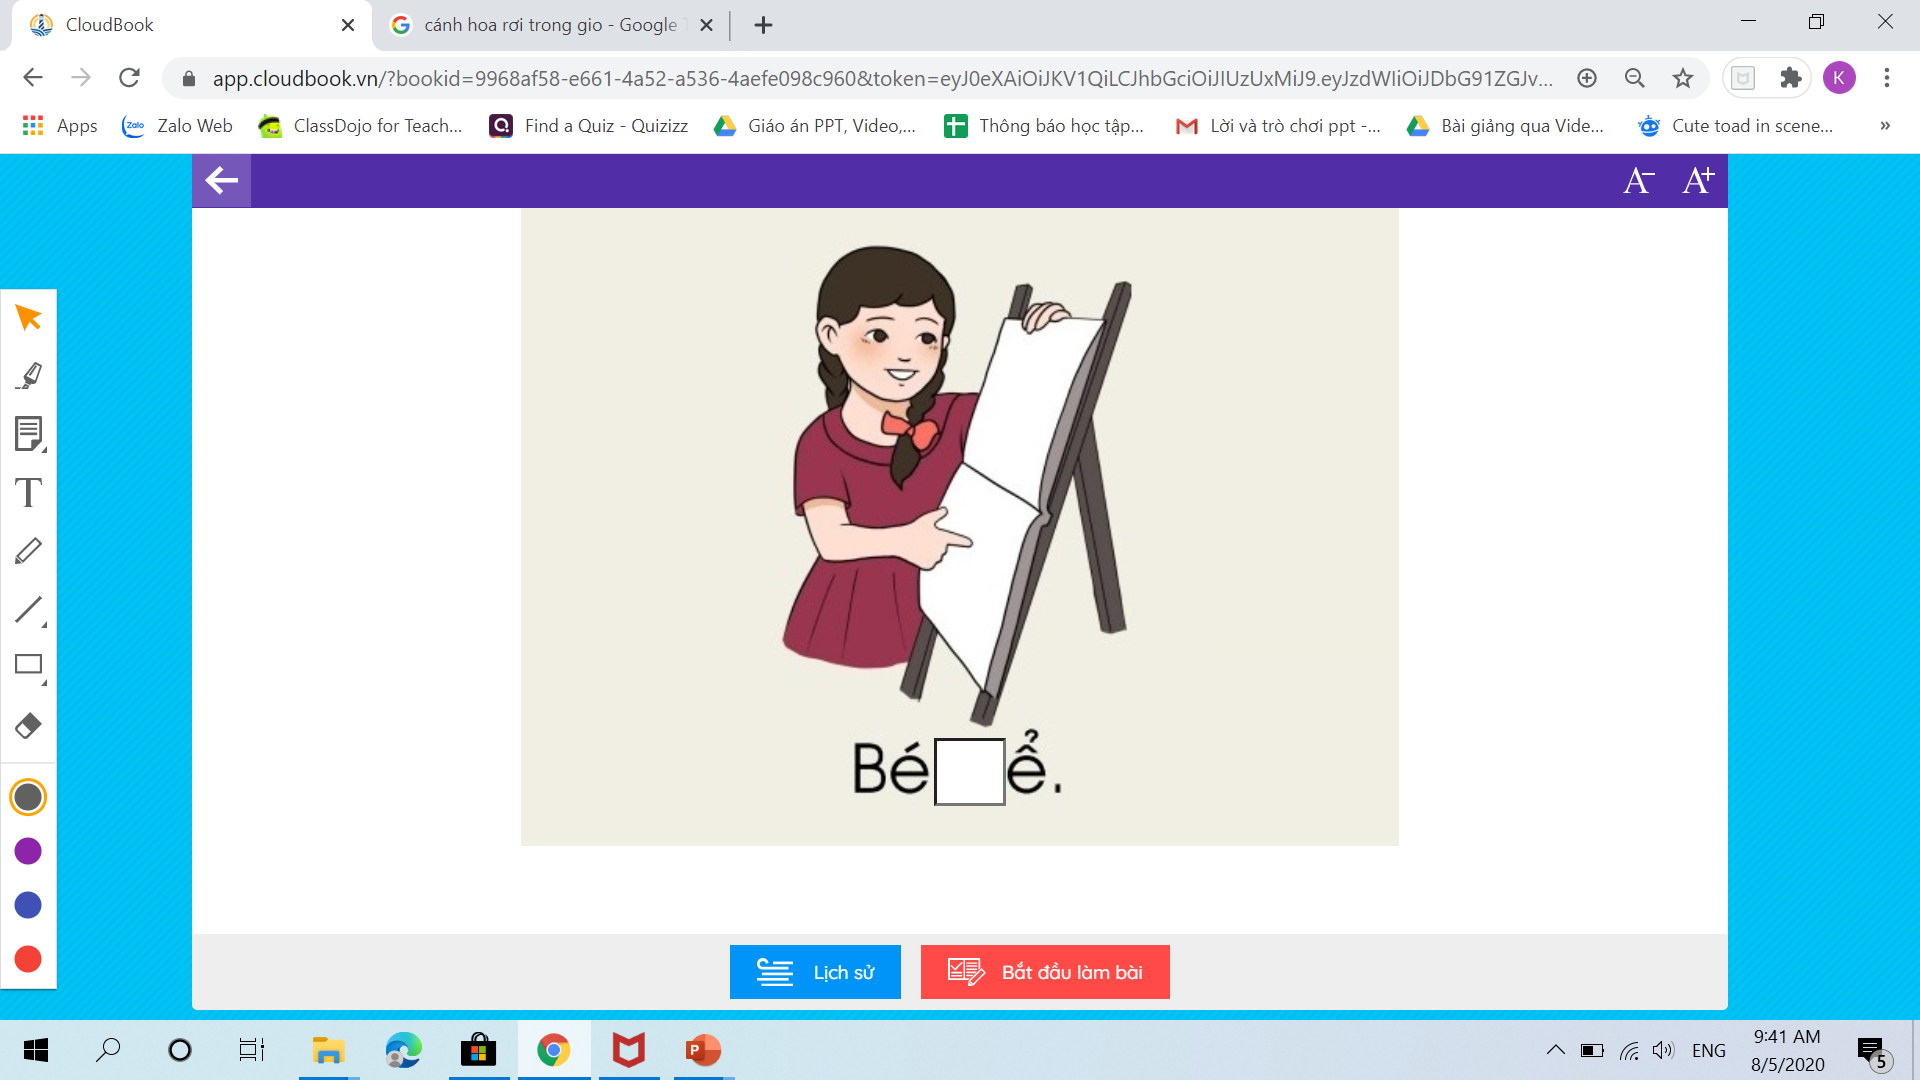 CloudBook
cánh hoa rơi trong gio - Google
app.cloudbook.vn/?bookid=9968af58-e661-4a52-a536-4aefe098c960&token=eyJ0eXAiOiJKV1QiLCJhbGciOiJIUzUxMiJ9.eyJzdWIiOiJDbG91ZGJv...
K
Apps Zalo Web ClassDojo for Teach... Find a Quiz - Quizizz Giáo án PPT, Video,... Thông báo học tập... Lời và trò chơi ppt -... Bài giảng qua Vide... Cute toad in scene... »
A- A+
T
Bé ể.
Lịch sử
Bắt đầu làm bài
ENG
9:41 AM
8/5/2020
5